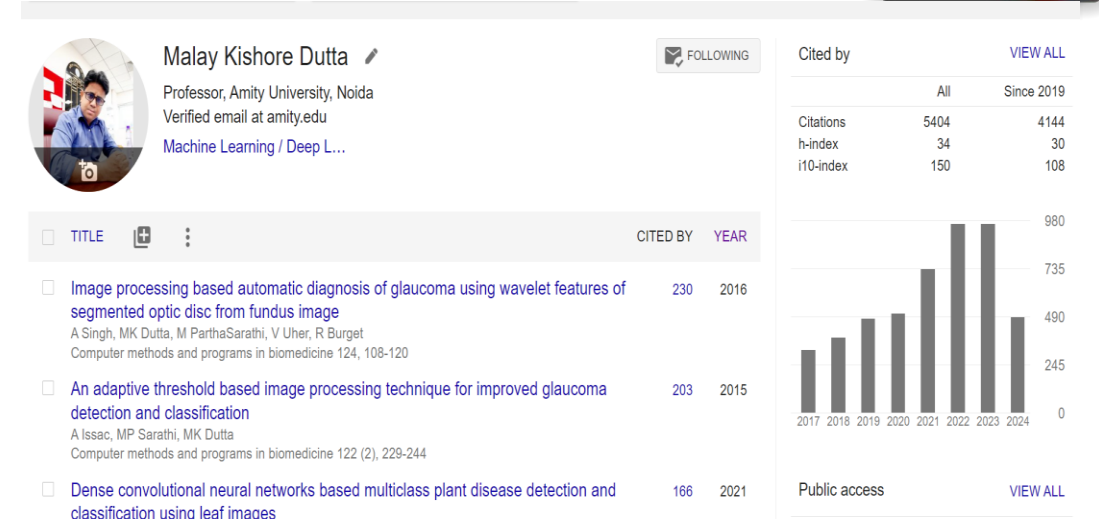 Malay Kishore Dutta
FOLLOWING
Professor, Amity University, Noida
Verified email at amity.edu
Machine Learning / Deep L...
TITLE
CITED BY YEAR
Image processing based automatic diagnosis of glaucoma using wavelet features of
segmented optic disc from fundus image
230 2016
A Singh, MK Dutta, M ParthaSarathi, V Uher, R Burget
Computer methods and programs in biomedicine 124, 108-120
An adaptive threshold based image processing technique for improved glaucoma
detection and classification
203 2015
A Issac, MP Sarathi, MK Dutta
Computer methods and programs in biomedicine 122 (2), 229-244
Dense convolutional neural networks based multiclass plant disease detection and
classification using leaf images
166 2021
Cited by VIEW ALL
All Since 2019
Citations 5404 4144
h-index 34 30
i10-index 150 108
980
735
490
245
0
2017 2018 2019 2020 2021 2022 2023 2024
Public access VIEW ALL